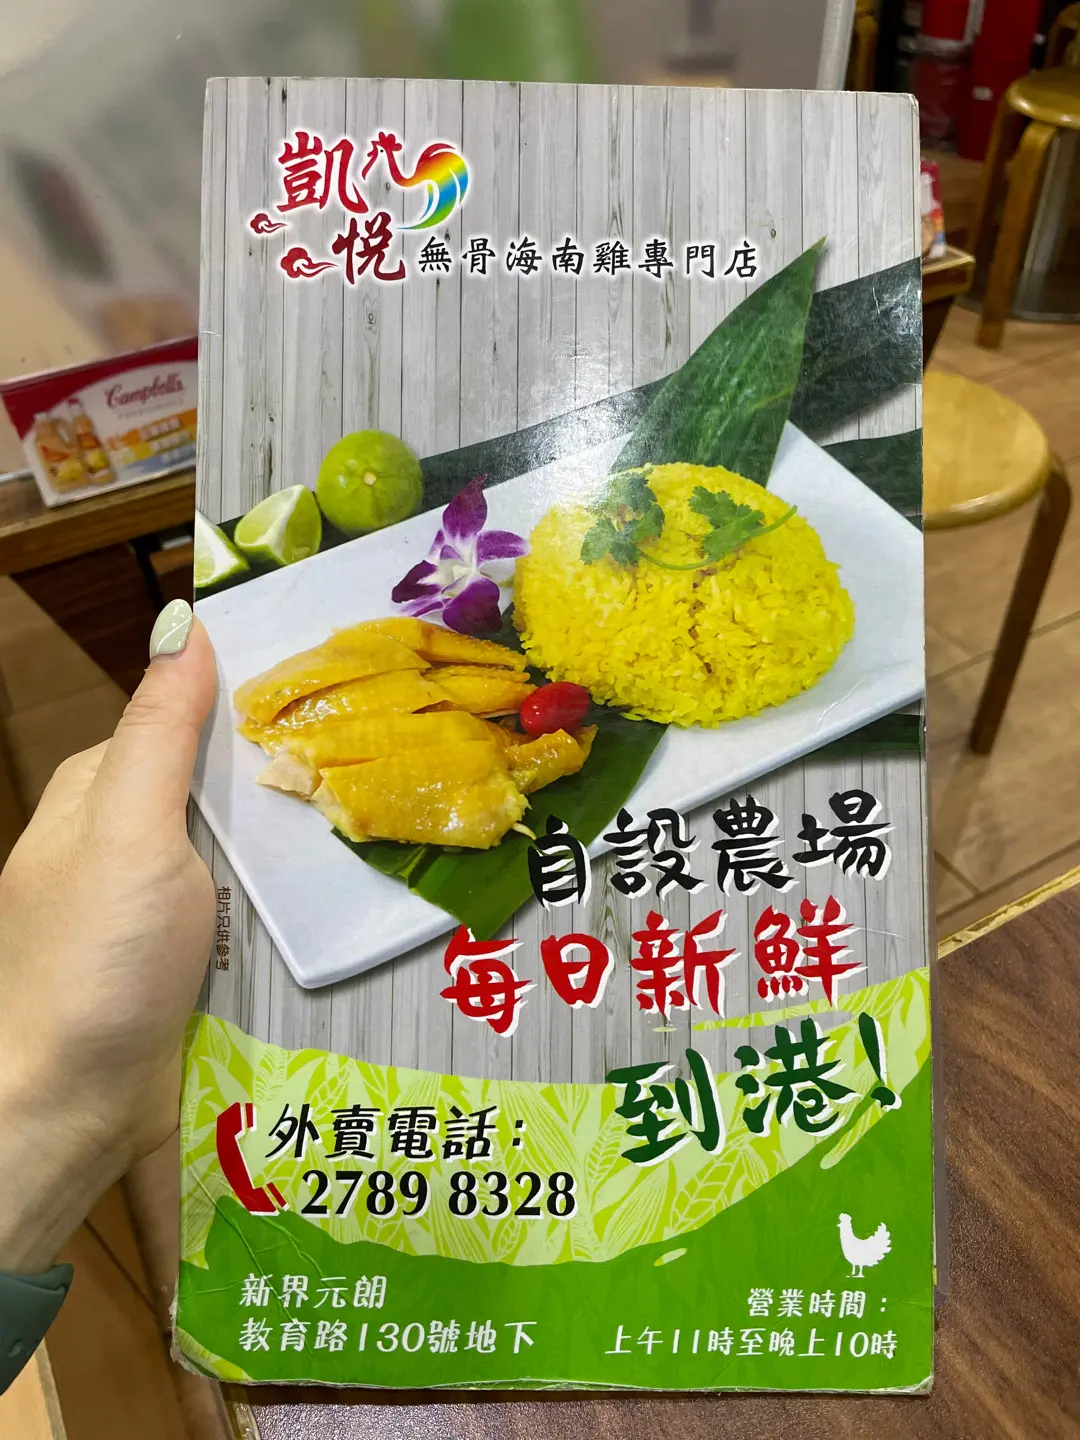 凱悅
無骨海南雞專門店
Campbell's
自設農場
每日新鮮
到港!
相片只供參考
外賣電話:
2789 8328
新界元朗
教育路130號地下
營業時間:
上午11時至晚上10時